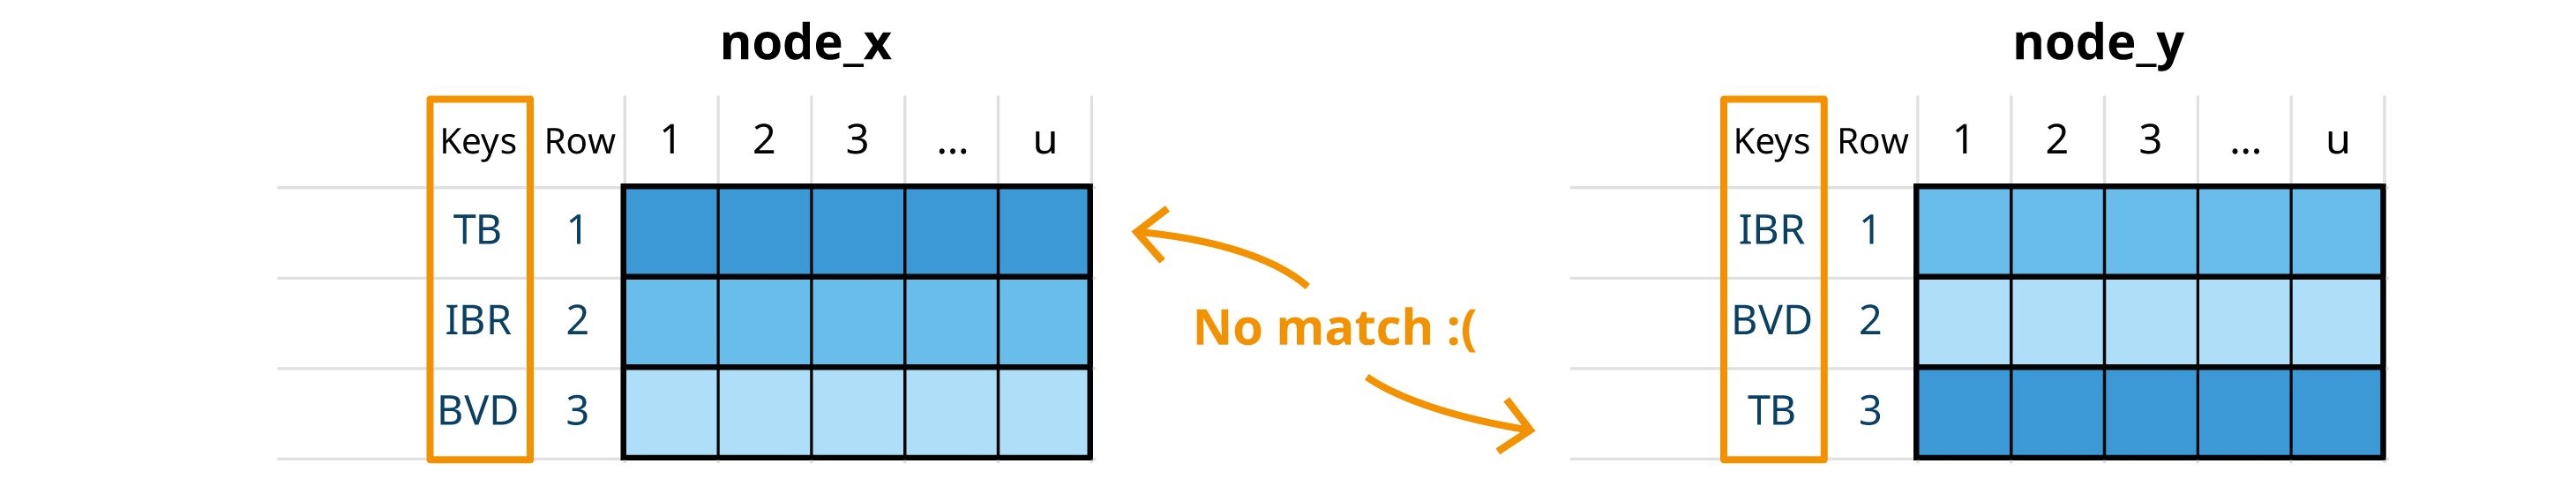 node_x
Keys Row 1 2 3 ... u
TB 1
IBR 2
BVD 3
No match :(
node_y
Keys Row 1 2 3 ... u
IBR 1
BVD 2
TB 3